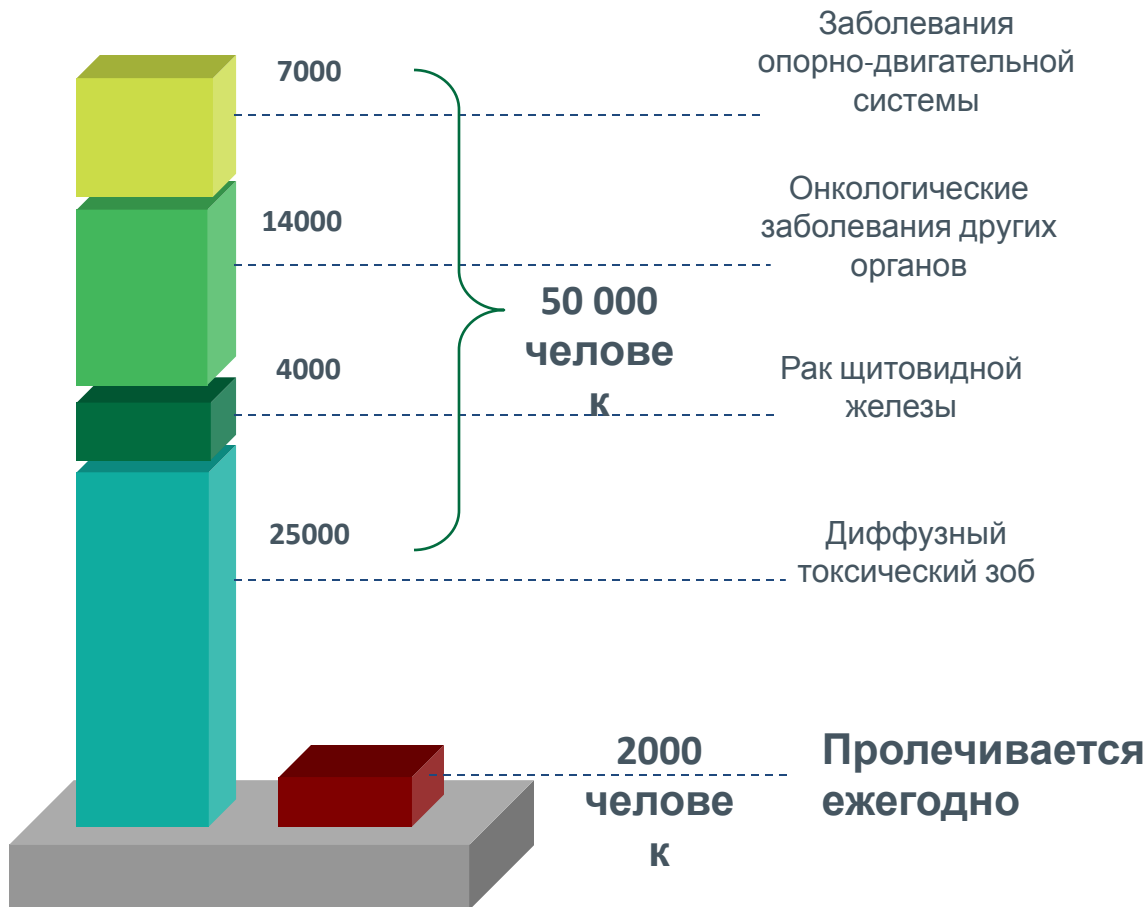 7000
Заболевания
опорно-двигательной
системы
14000
Онкологические
заболевания других
органов
50 000
челове
к
4000
Рак щитовидной
железы
25000
Диффузный
токсический зоб
2000
челове
к
Пролечивается
ежегодно